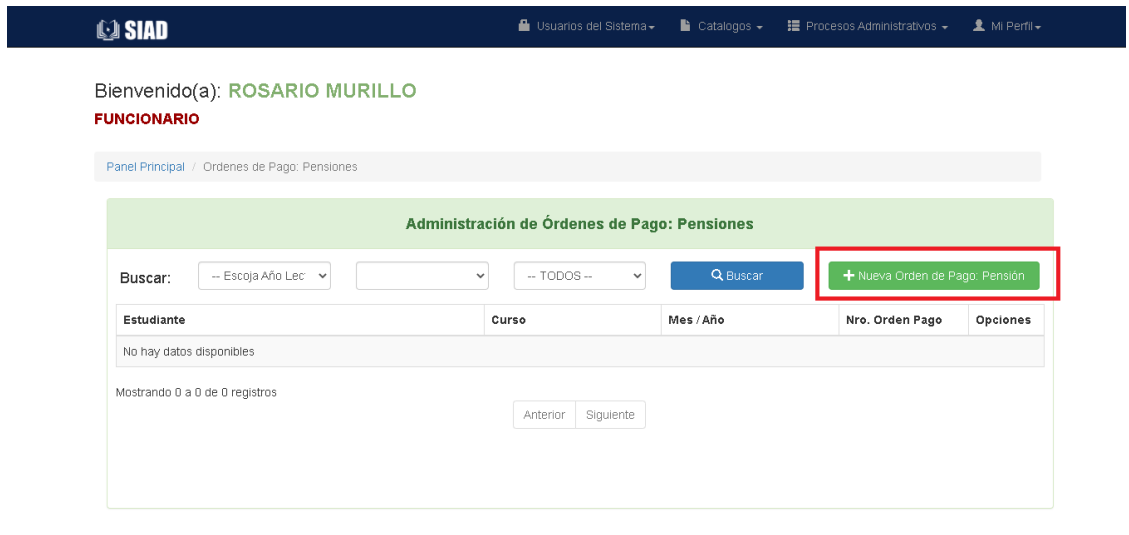 SIAD Usuarios del Sistema Catalogos Procesos Administrativos Mi Perfil
Bienvenido(a): ROSARIO MURILLO
FUNCIONARIO
Panel Principal / Ordenes de Pago: Pensiones
Administración de Órdenes de Pago: Pensiones
Buscar: -- Escoja Año Lec -- TODOS -- Buscar + Nueva Orden de Pago: Pensión
Estudiante Curso Mes / Año Nro. Orden Pago Opciones
No hay datos disponibles
Mostrando 0 a 0 de 0 registros
Anterior Siguiente